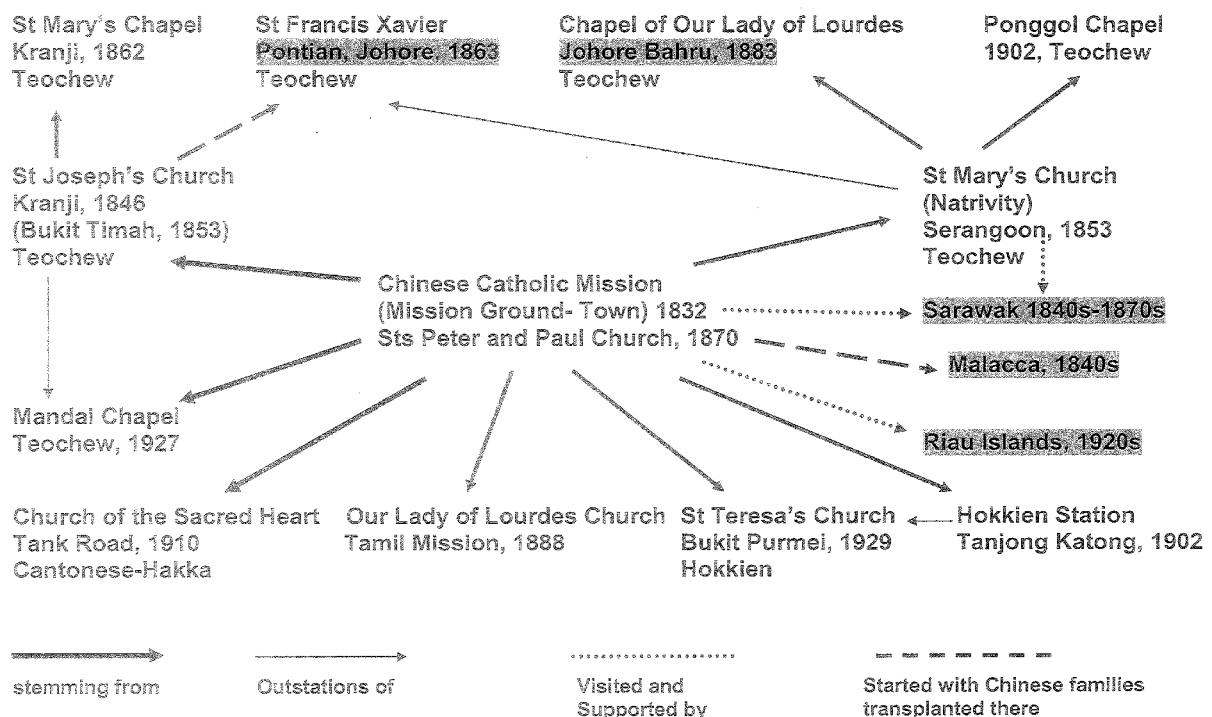 St Mary's Chapel
Kranji, 1862
Teochew
St Francis Xavier
Pontian, Johore, 1863
Teochew
Chapel of Our Lady of Lourdes
Johore Bahru, 1883
Teochew
Ponggol Chapel
1902, Teochew
St Joseph's Church
Kranji, 1846
(Bukit Timah, 1853)
Teochew
St Mary's Church
(Natrivity)
Serangoon, 1853
Teochew
Chinese Catholic Mission
(Mission Ground- Town) 1832
Sts Peter and Paul Church, 1870
Sarawak 1840s-1870s
Malacca, 1840s
Riau Islands, 1920s
Mandai Chapel
Teochew, 1927
Church of the Sacred Heart
Tank Road, 1910
Cantonese-Hakka
Our Lady of Lourdes Church
Tamil Mission, 1888
St Teresa's Church
Bukit Purmei, 1929
Hokkien
Hokkien Station
Tanjong Katong, 1902
stemming from
Outstations of
Visited and
Supported by
Started with Chinese families
transplanted there